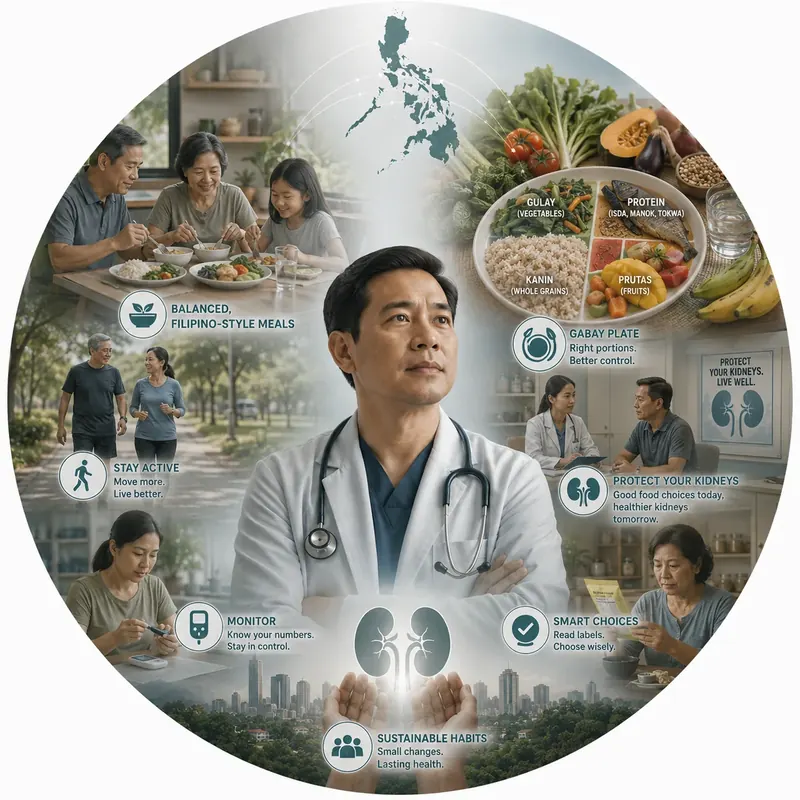 GULAY
(VEGETABLES)
PROTEIN
(ISDA, MANOK, TOKWA)
KANIN
(WHOLE GRAINS)
PRUTAS
(FRUITS)
BALANCED,
FILIPINO-STYLE MEALS
GABAY PLATE
Right portions.
Better control.
PROTECT
YOUR KIDNEYS.
LIVE WELL.
STAY ACTIVE
Move more.
Live better.
PROTECT YOUR KIDNEYS
Good food choices today,
healthier kidneys
tomorrow.
MONITOR
Know your numbers.
Stay in control.
SMART CHOICES
Read labels.
Choose wisely.
SUSTAINABLE HABITS
Small changes.
Lasting health.